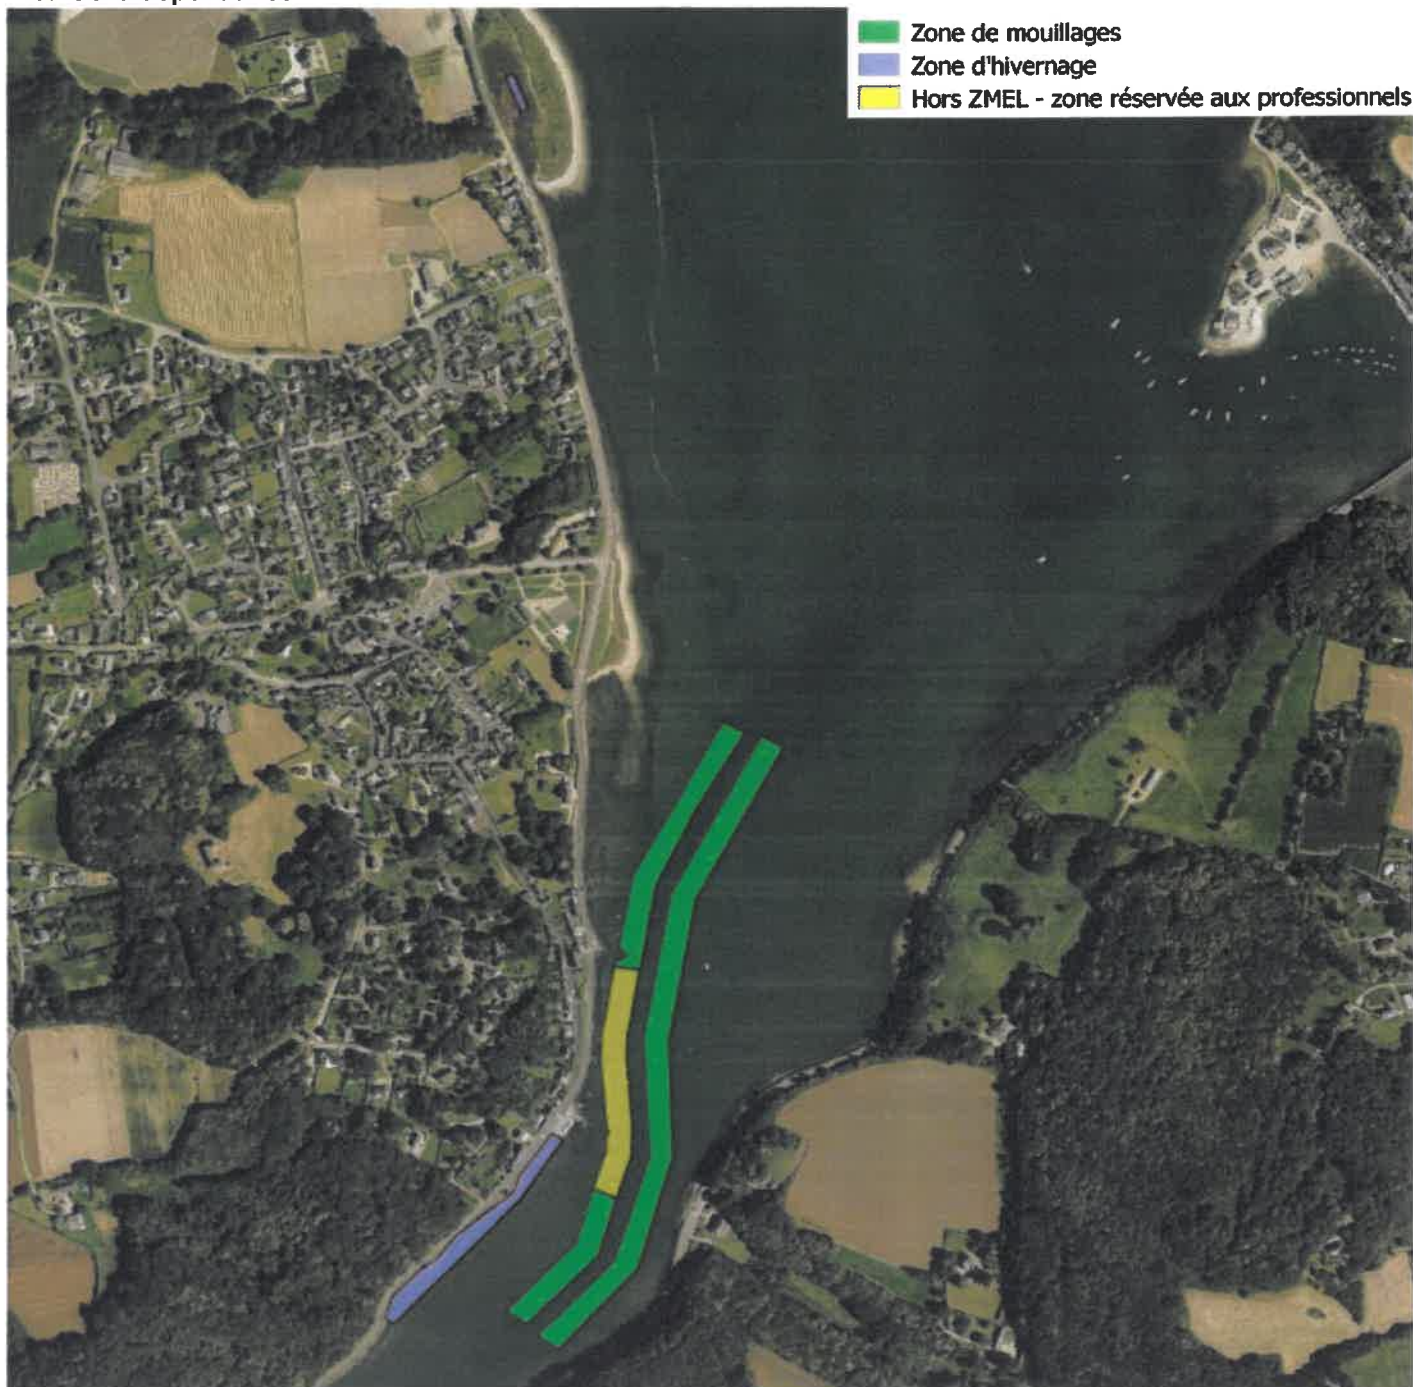 Zone de mouillages
Zone d'hivernage
Hors ZMEL - zone réservée aux professionnels